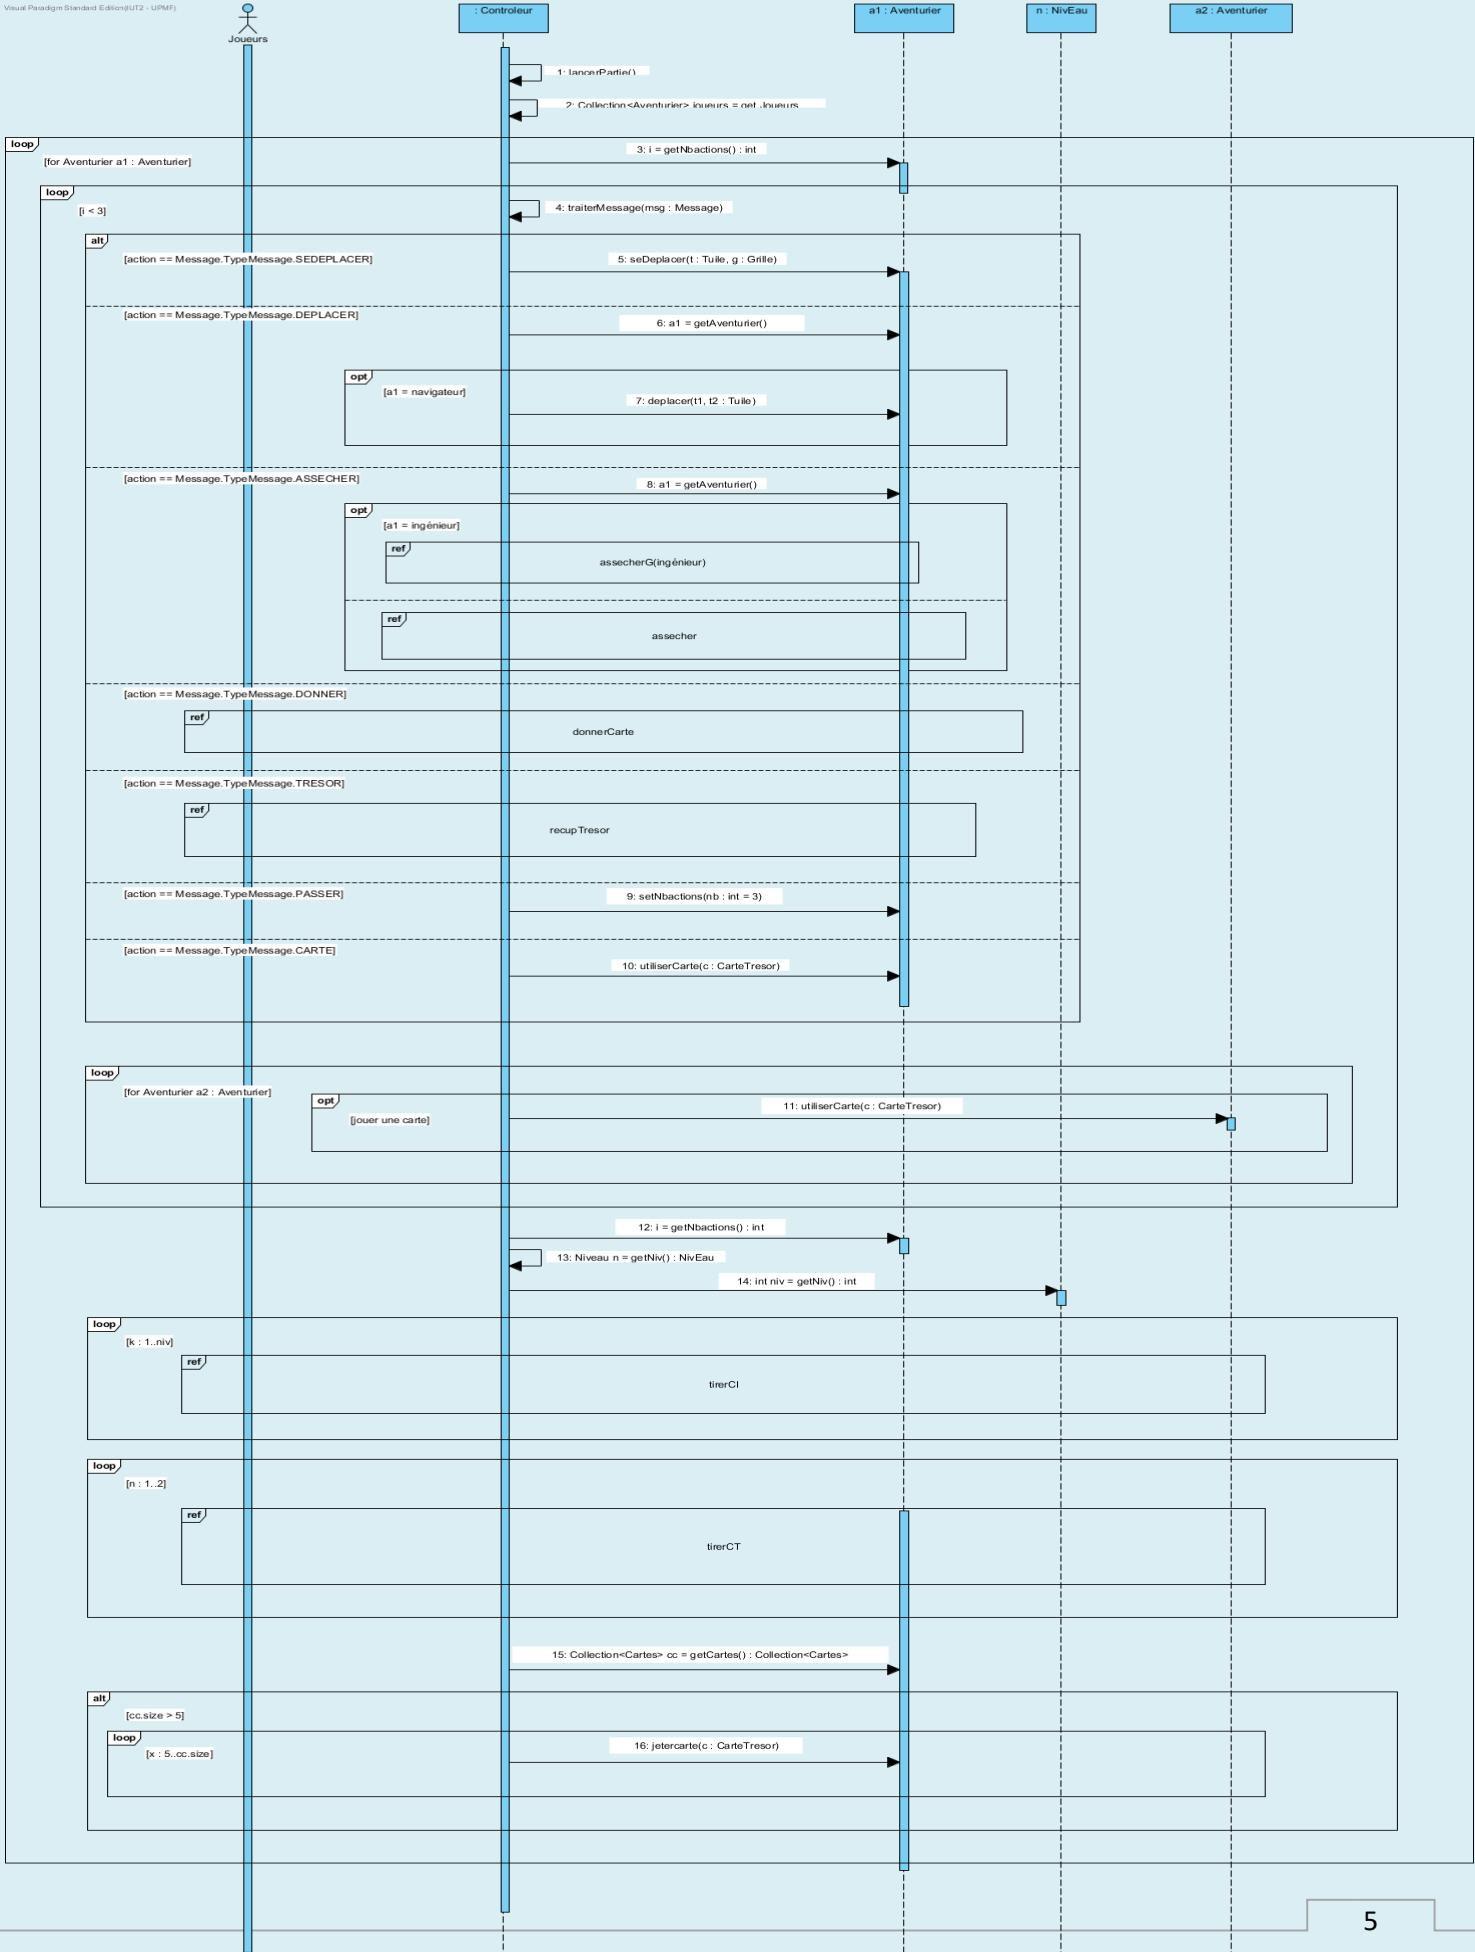 Visual Paradigm Standard Edition(IUT2 - UPMF)
Joueurs
: Controleur
a1 : Aventurier
n : NivEau
a2 : Aventurier
1: lancerPartie()
2: Collection<Aventurier> joueurs = get Joueurs
loop
[for Aventurier a1 : Aventurier]
3: i = getNbactions() : int
loop
[i < 3]
4: traiterMessage(msg : Message)
alt
[action == Message.TypeMessage.SEDEPLACER]
5: seDeplacer(t : Tuile, g : Grille)
[action == Message.TypeMessage.DEPLACER]
6: a1 = getAventurier()
opt
[a1 = navigateur]
7: deplacer(t1, t2 : Tuile)
[action == Message.TypeMessage.ASSECHER]
8: a1 = getAventurier()
opt
[a1 = ingénieur]
ref
assecherG(ingénieur)
ref
assecher
[action == Message.TypeMessage.DONNER]
ref
donnerCarte
[action == Message.TypeMessage.TRESOR]
ref
recupTresor
[action == Message.TypeMessage.PASSER]
9: setNbactions(nb : int = 3)
[action == Message.TypeMessage.CARTE]
10: utiliserCarte(c : CarteTresor)
loop
[for Aventurier a2 : Aventurier]
opt
11: utiliserCarte(c : CarteTresor)
[jouer une carte]
12: i = getNbactions() : int
13: Niveau n = getNiv() : NivEau
14: int niv = getNiv() : int
loop
[k : 1..niv]
ref
tirerCI
loop
[n : 1..2]
ref
tirerCT
15: Collection<Cartes> cc = getCartes() : Collection<Cartes>
alt
[cc.size > 5]
loop
[x : 5..cc.size]
16: jetercarte(c : CarteTresor)
5